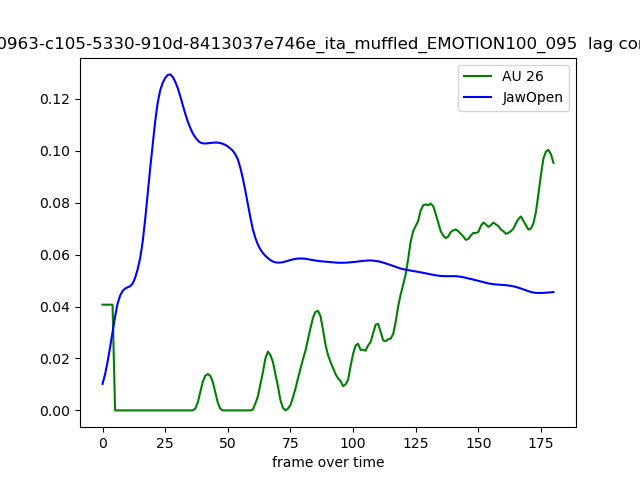 0963-c105-5330-910d-8413037e746e_ita_muffled_EMOTION100_095 lag
AU 26
JawOpen
0.12
0.10
0.08
0.06
0.04
0.02
0.00
0 25 50 75 100 125 150 175
frame over time